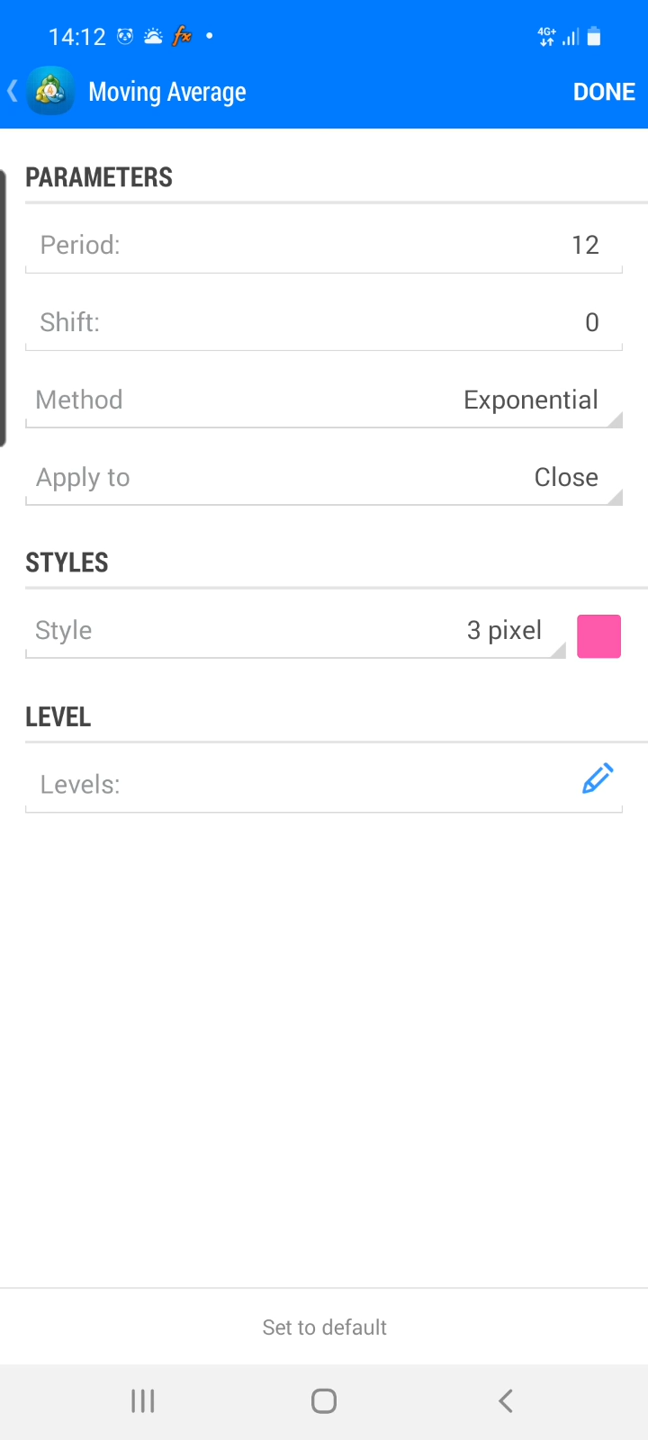 14:12 4G+
Moving Average DONE
PARAMETERS
Period: 12
Shift: 0
Method Exponential
Apply to Close
STYLES
Style 3 pixel
LEVEL
Levels:
Set to default